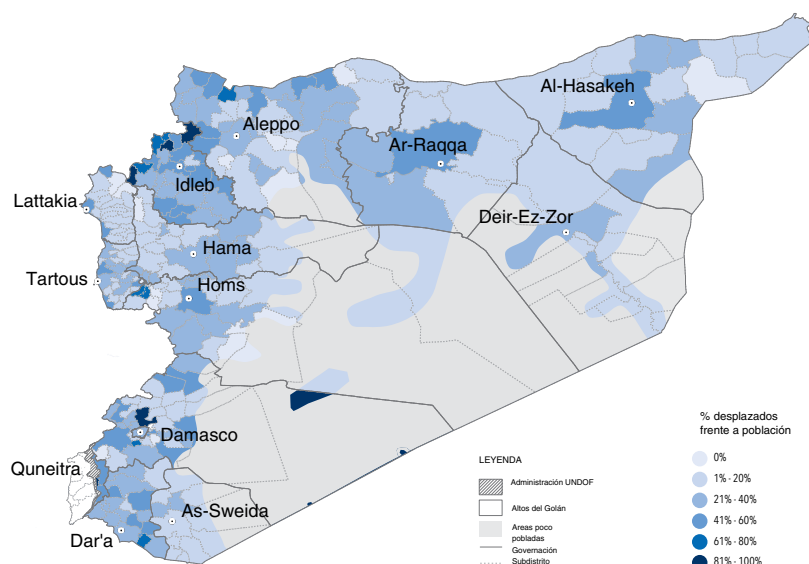 Al-Hasakeh
Aleppo
Ar-Raqqa
Idleb
Lattakia
Deir-Ez-Zor
Hama
Tartous
Homs
Damasco
Quneitra
As-Sweida
Dar'a
LEYENDA
Administración UNDOF
Altos del Golán
Areas poco
pobladas
Governación
Subdistrito
% desplazados
frente a población
0%
1% - 20%
21% - 40%
41% - 60%
61% - 80%
81% - 100%